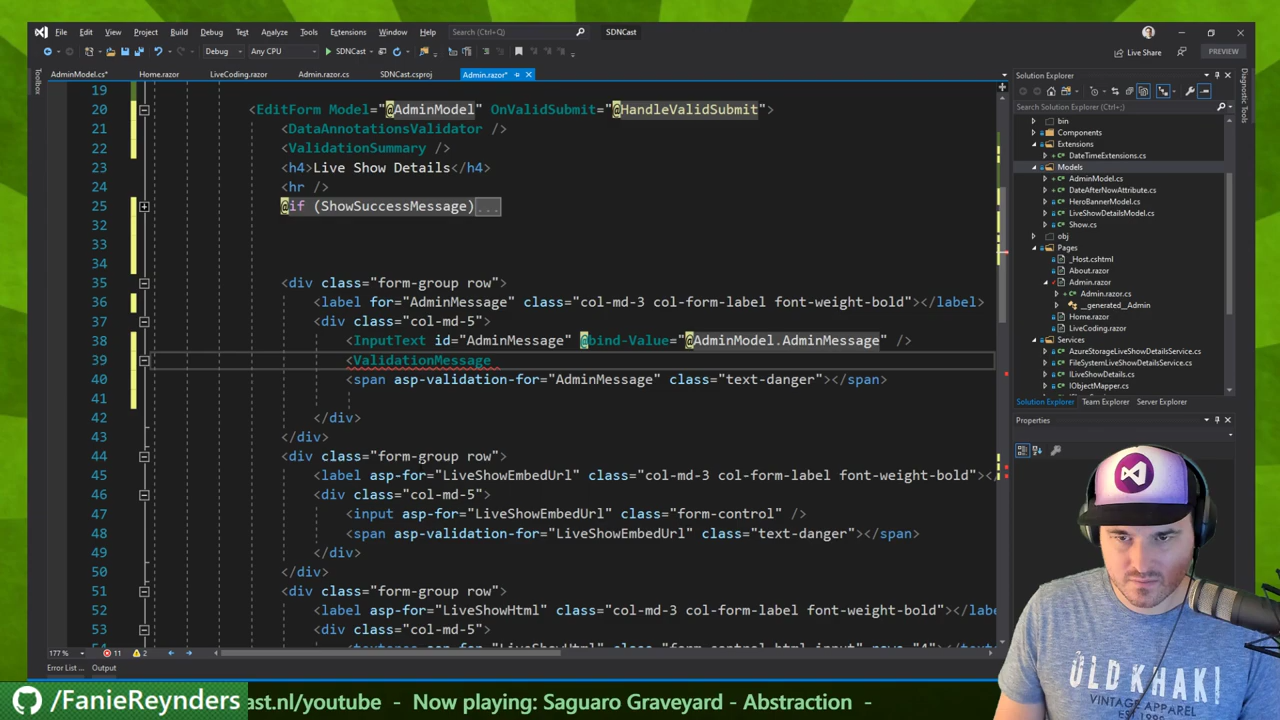 File Edit View Project Build Debug Test Analyze Tools Extensions Window Help Search (Ctrl+Q) SDNCast
Live Share PREVIEW
Debug Any CPU SDNCast
Toolbox
AdminModel.cs* Home.razor LiveCoding.razor Admin.razor.cs SDNCast.csproj Admin.razor*
19
20 <EditForm Model="@AdminModel" OnValidSubmit="@HandleValidSubmit">
21 <DataAnnotationsValidator />
22 <ValidationSummary />
23 <h4>Live Show Details</h4>
24 <hr />
25 @if (ShowSuccessMessage)...
32
33
34
35 <div class="form-group row">
36 <label for="AdminMessage" class="col-md-3 col-form-label font-weight-bold"></label>
37 <div class="col-md-5">
38 <InputText id="AdminMessage" @bind-Value="@AdminModel.AdminMessage" />
39 <ValidationMessage
40 <span asp-validation-for="AdminMessage" class="text-danger"></span>
41
42 </div>
43 </div>
44 <div class="form-group row">
45 <label asp-for="LiveShowEmbedUrl" class="col-md-3 col-form-label font-weight-bold"></
46 <div class="col-md-5">
47 <input asp-for="LiveShowEmbedUrl" class="form-control" />
48 <span asp-validation-for="LiveShowEmbedUrl" class="text-danger"></span>
49 </div>
50 </div>
51 <div class="form-group row">
52 <label asp-for="LiveShowHtml" class="col-md-3 col-form-label font-weight-bold"></la
53 <div class="col-md-5">
177 % 11 2
Error List ... Output
Solution Explorer
Search Solution Explorer (Ctrl+;)
bin
Components
Extensions
DateTimeExtensions.cs
Models
AdminModel.cs
DateAfterNowAttribute.cs
HeroBannerModel.cs
LiveShowDetailsModel.cs
Show.cs
obj
Pages
_Host.cshtml
About.razor
Admin.razor
Admin.razor.cs
__generated__Admin
Home.razor
LiveCoding.razor
Services
AzureStorageLiveShowDetailsService.cs
FileSystemLiveShowDetailsService.cs
ILiveShowDetails.cs
IObjectMapper.cs
Solution Explorer Team Explorer Server Explorer
Properties
Diagnostic Tools
OLD KHAKI
VINTAGE APPAREL
/FanieReynders cast.nl/youtube - Now playing: Saguaro Graveyard - Abstraction -